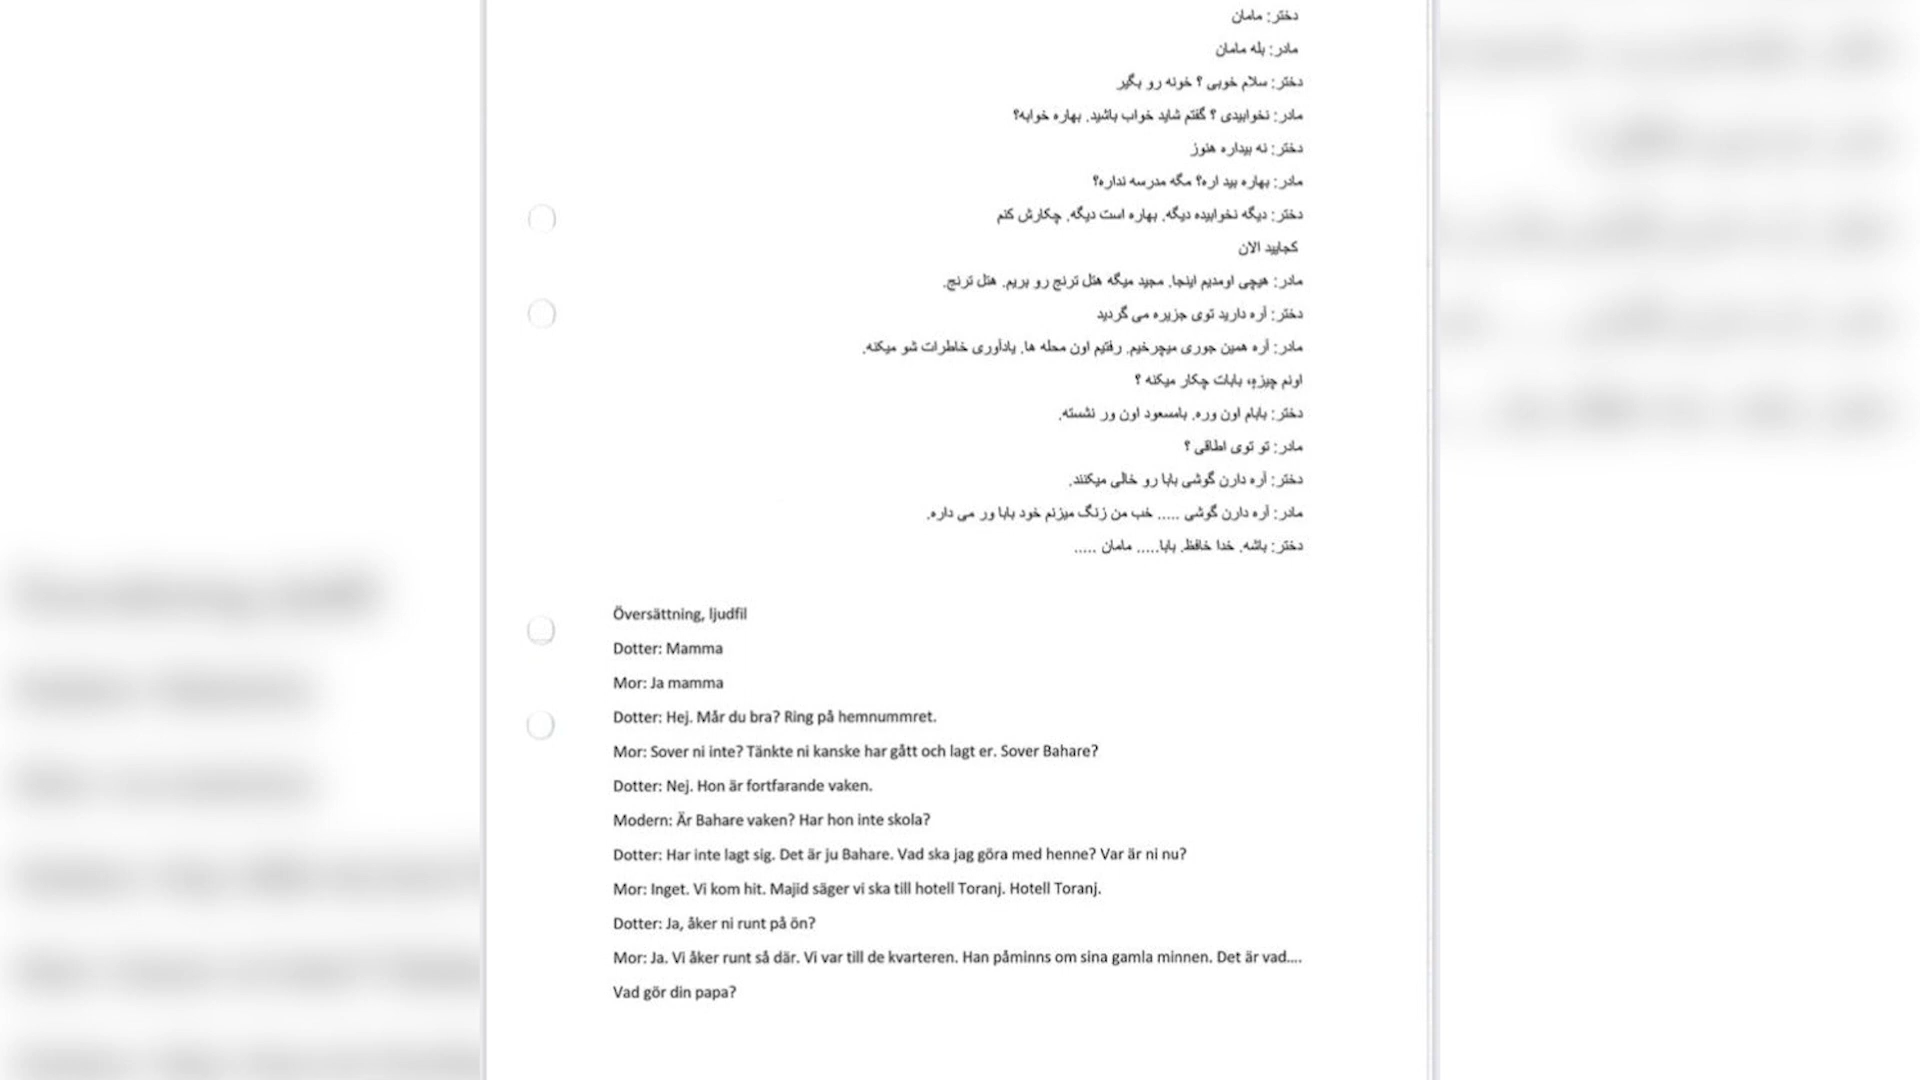 دختر: مامان
مادر: بله مامان
دختر: سلام خوبی ؟ خونه رو بگیر
مادر: نخوابیدی ؟ گفتم شاید خواب باشید. بهاره خوابه؟
دختر: نه بیداره هنوز
مادر: بهاره بید اره؟ مگه مدرسه نداره؟
دختر: دیگه نخوابیده دیگه. بهاره است دیگه. چکارش کنم
کجایید الان
مادر: هیچی اومدیم اینجا. مجید میگه هتل ترنج رو بریم. هتل ترنج.
دختر: آره دارید توی جزیره می گردید
مادر: آره همین جوری میچرخیم. رفتیم اون محله ها. یادآوری خاطرات شو میکنه.
اونم چیزه، بابات چکار میکنه ؟
دختر: بابام اون وره. بامسعود اون ور نشسته.
مادر: تو توی اطاقی ؟
دختر: آره دارن گوشی بابا رو خالی میکنند.
مادر: آره دارن گوشی ..... خب من زنگ میزنم خود بابا ور می داره.
دختر: باشه. خدا حافظ. بابا..... مامان .....
Översättning, ljudfil
Dotter: Mamma
Mor: Ja mamma
Dotter: Hej. Mår du bra? Ring på hemnummret.
Mor: Sover ni inte? Tänkte ni kanske har gått och lagt er. Sover Bahare?
Dotter: Nej. Hon är fortfarande vaken.
Modern: Är Bahare vaken? Har hon inte skola?
Dotter: Har inte lagt sig. Det är ju Bahare. Vad ska jag göra med henne? Var är ni nu?
Mor: Inget. Vi kom hit. Majid säger vi ska till hotell Toranj. Hotell Toranj.
Dotter: Ja, åker ni runt på ön?
Mor: Ja. Vi åker runt så där. Vi var till de kvarteren. Han påminns om sina gamla minnen. Det är vad....
Vad gör din papa?